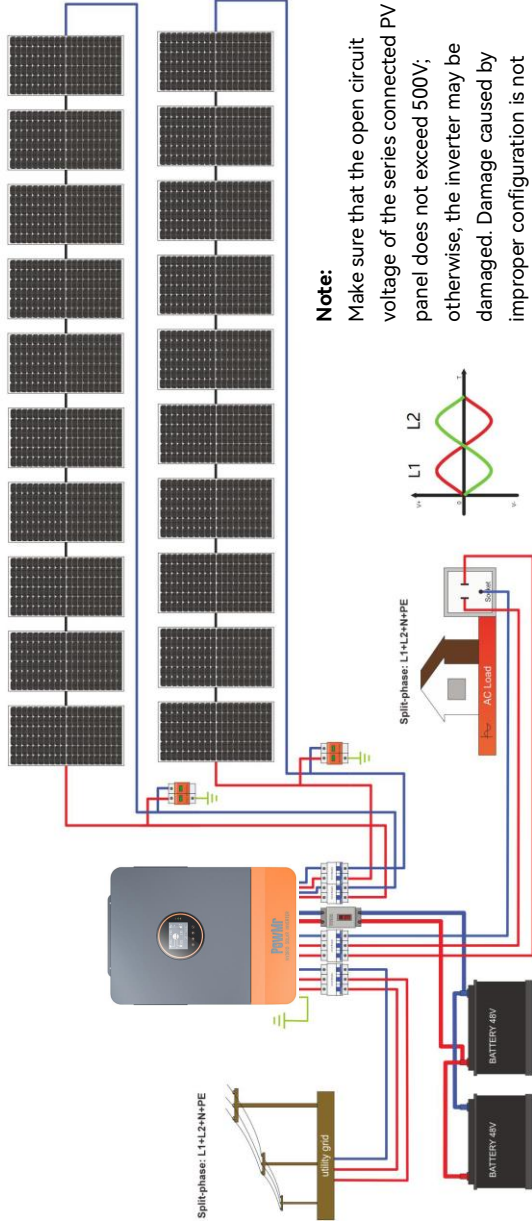 Note:
Make sure that the open circuit
voltage of the series connected PV
panel does not exceed 500V;
otherwise, the inverter may be
damaged. Damage caused by
improper configuration is not
L1
L2
V+
0
V-
T
Split-phase: L1+L2+N+PE
Socket
AC Load
PowMr
Split-phase: L1+L2+N+PE
utility grid
BATTERY 48V
BATTERY 48V